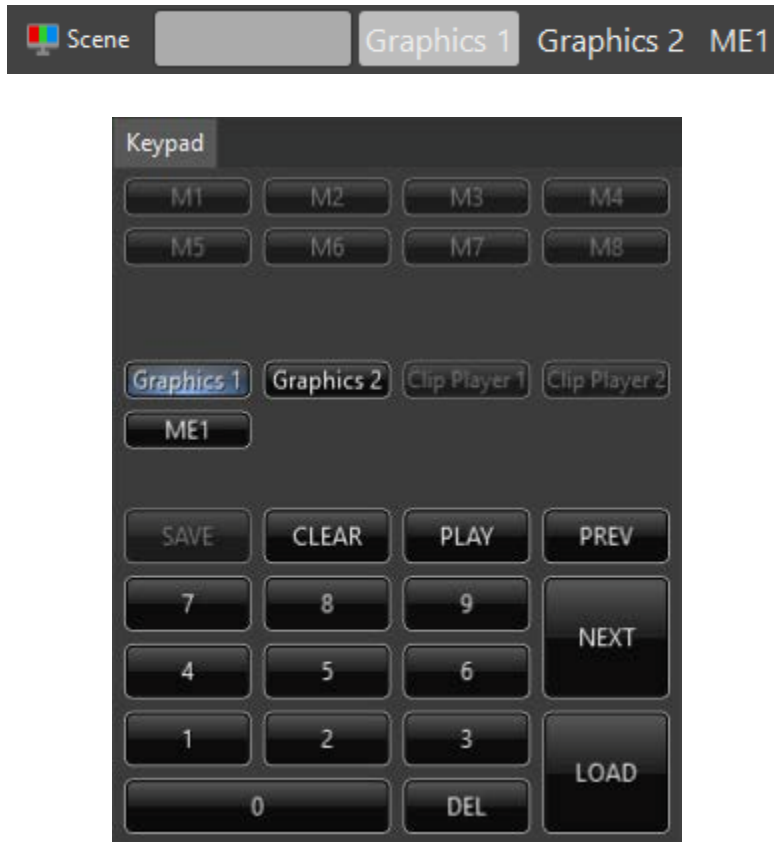 Scene Graphics 1 Graphics 2 ME1
Keypad
M1 M2 M3 M4
M5 M6 M7 M8
Graphics 1 Graphics 2 Clip Player 1 Clip Player 2
ME1
SAVE CLEAR PLAY PREV
7 8 9
NEXT
4 5 6
1 2 3
LOAD
0 DEL